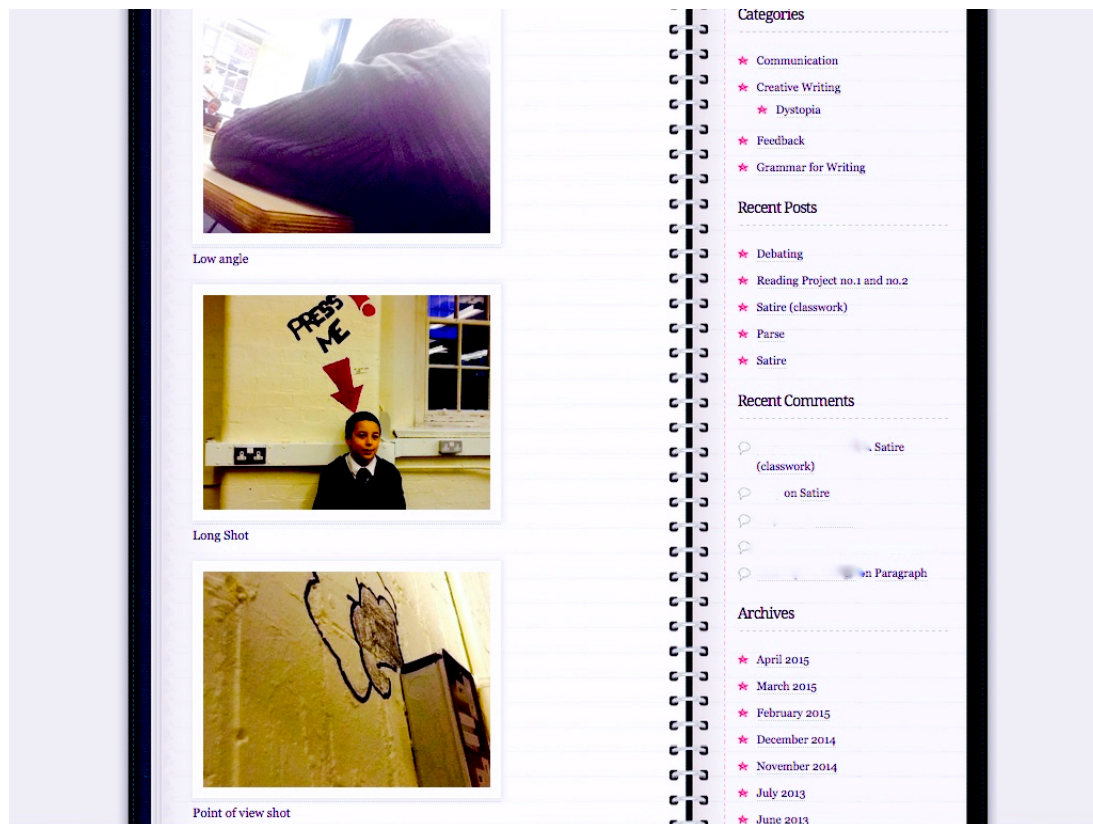 Low angle
PRESS
ME
!
Long Shot
Point of view shot
Categories
Communication
Creative Writing
Dystopia
Feedback
Grammar for Writing
Recent Posts
Debating
Reading Project no.1 and no.2
Satire (classwork)
Parse
Satire
Recent Comments
Satire
(classwork)
on Satire
Paragraph
Archives
April 2015
March 2015
February 2015
December 2014
November 2014
July 2013
June 2013